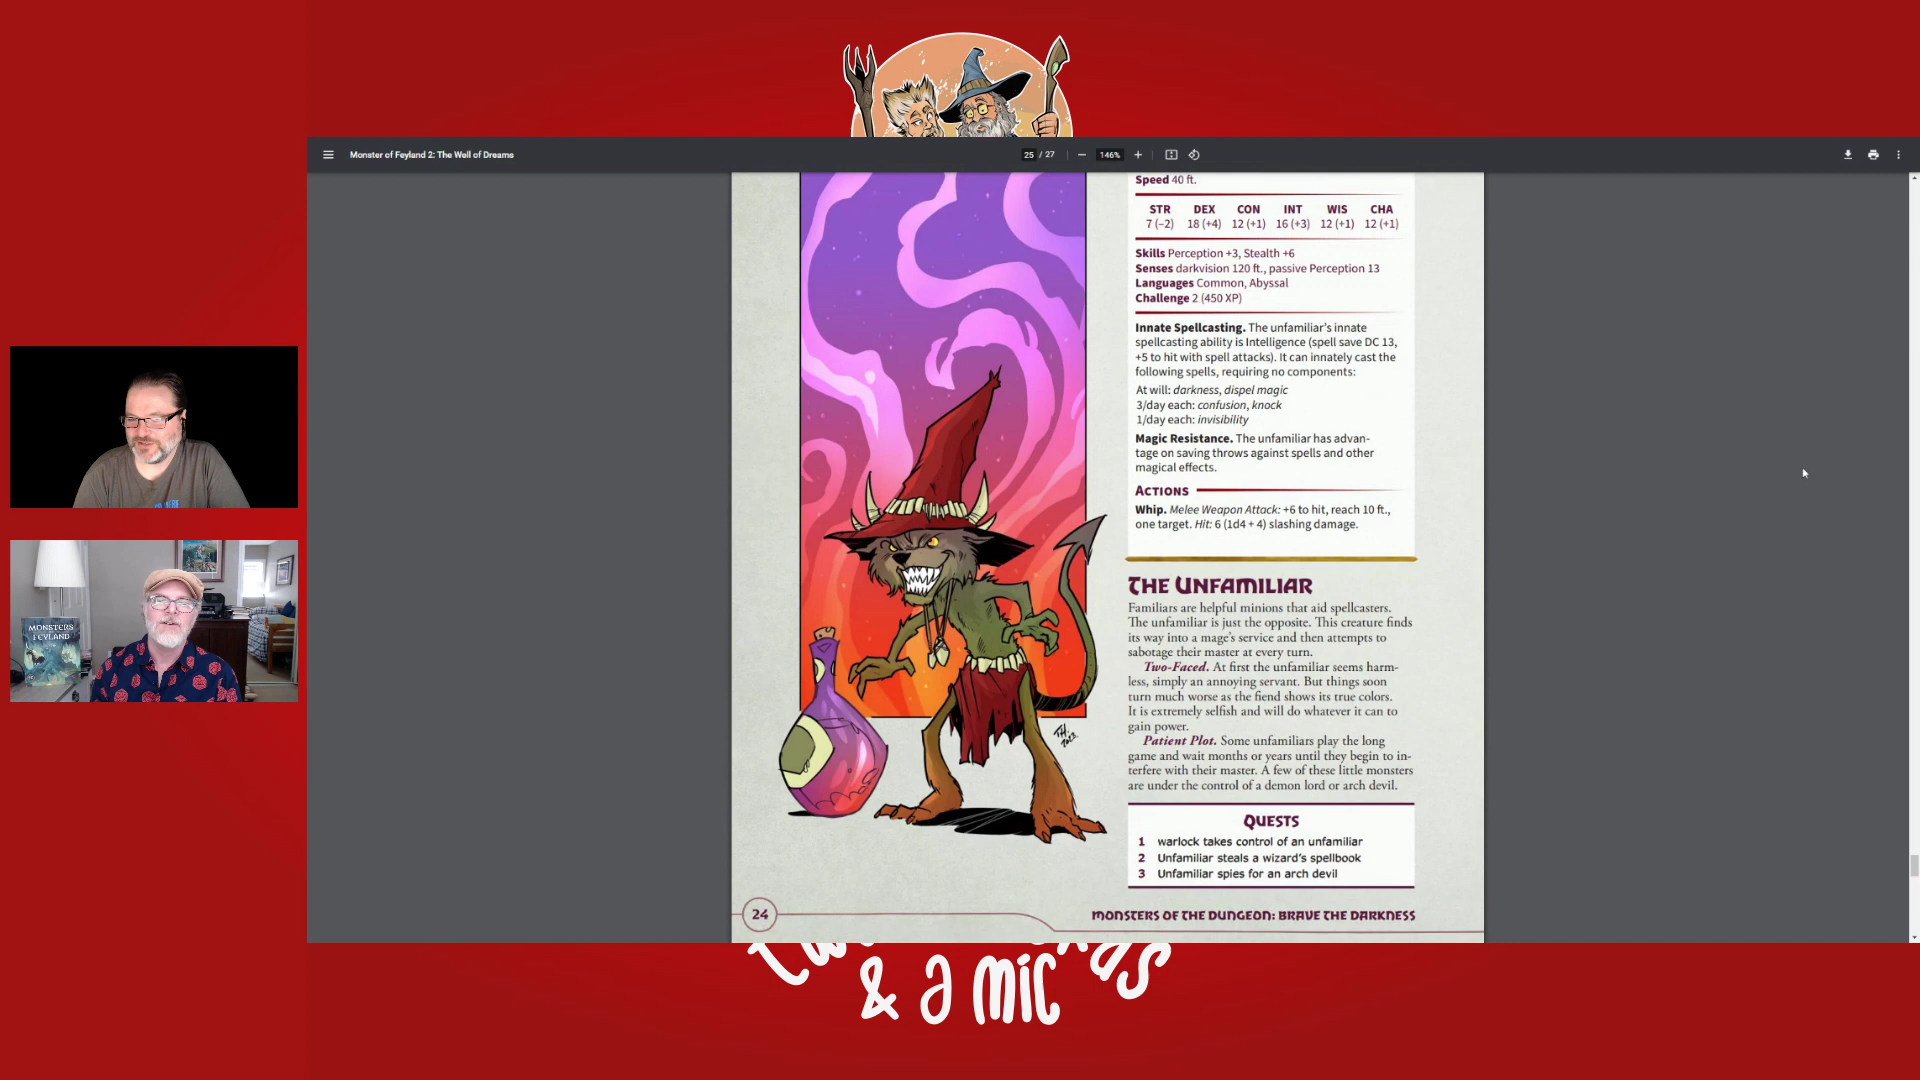 Monster of Feyland 2: The Well of Dreams
25 / 27
146%
Speed 40 ft.
STR DEX CON INT WIS CHA
7 (–2) 18 (+4) 12 (+1) 16 (+3) 12 (+1) 12 (+1)
Skills Perception +3, Stealth +6
Senses darkvision 120 ft., passive Perception 13
Languages Common, Abyssal
Challenge 2 (450 XP)
Innate Spellcasting. The unfamiliar's innate
spellcasting ability is Intelligence (spell save DC 13,
+5 to hit with spell attacks). It can innately cast the
following spells, requiring no components:
At will: darkness, dispel magic
3/day each: confusion, knock
1/day each: invisibility
Magic Resistance. The unfamiliar has advan-
tage on saving throws against spells and other
magical effects.
ACTIONS
Whip. Melee Weapon Attack: +6 to hit, reach 10 ft.,
one target. Hit: 6 (1d4 + 4) slashing damage.
THE UNFAMILIAR
Familiars are helpful minions that aid spellcasters.
The unfamiliar is just the opposite. This creature finds
its way into a mage's service and then attempts to
sabotage their master at every turn.
Two-Faced. At first the unfamiliar seems harm-
less, simply an annoying servant. But things soon
turn much worse as the fiend shows its true colors.
It is extremely selfish and will do whatever it can to
gain power.
Patient Plot. Some unfamiliars play the long
game and wait months or years until they begin to in-
terfere with their master. A few of these little monsters
are under the control of a demon lord or arch devil.
QUESTS
1 warlock takes control of an unfamiliar
2 Unfamiliar steals a wizard's spellbook
3 Unfamiliar spies for an arch devil
24
MONSTERS OF THE DUNGEON: BRAVE THE DARKNESS
MONSTERS
FEYLAND
& a mic